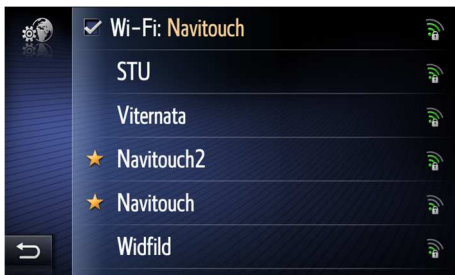 Wi-Fi: Navitouch
STU
Viternata
Navitouch2
Navitouch
Widfild